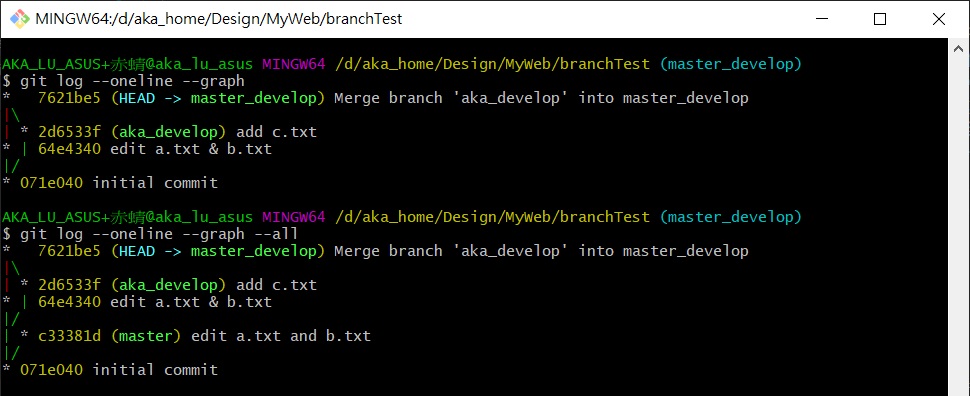 MINGW64:/d/aka_home/Design/MyWeb/branchTest
AKA_LU_ASUS+赤蜻@aka_lu_asus MINGW64 /d/aka_home/Design/MyWeb/branchTest (master_develop)
$ git log --oneline --graph
*   7621be5 (HEAD -> master_develop) Merge branch 'aka_develop' into master_develop
|\
| * 2d6533f (aka_develop) add c.txt
* | 64e4340 edit a.txt & b.txt
|/
* 071e040 initial commit
AKA_LU_ASUS+赤蜻@aka_lu_asus MINGW64 /d/aka_home/Design/MyWeb/branchTest (master_develop)
$ git log --oneline --graph --all
*   7621be5 (HEAD -> master_develop) Merge branch 'aka_develop' into master_develop
|\
| * 2d6533f (aka_develop) add c.txt
* | 64e4340 edit a.txt & b.txt
|/
| * c33381d (master) edit a.txt and b.txt
|/
* 071e040 initial commit